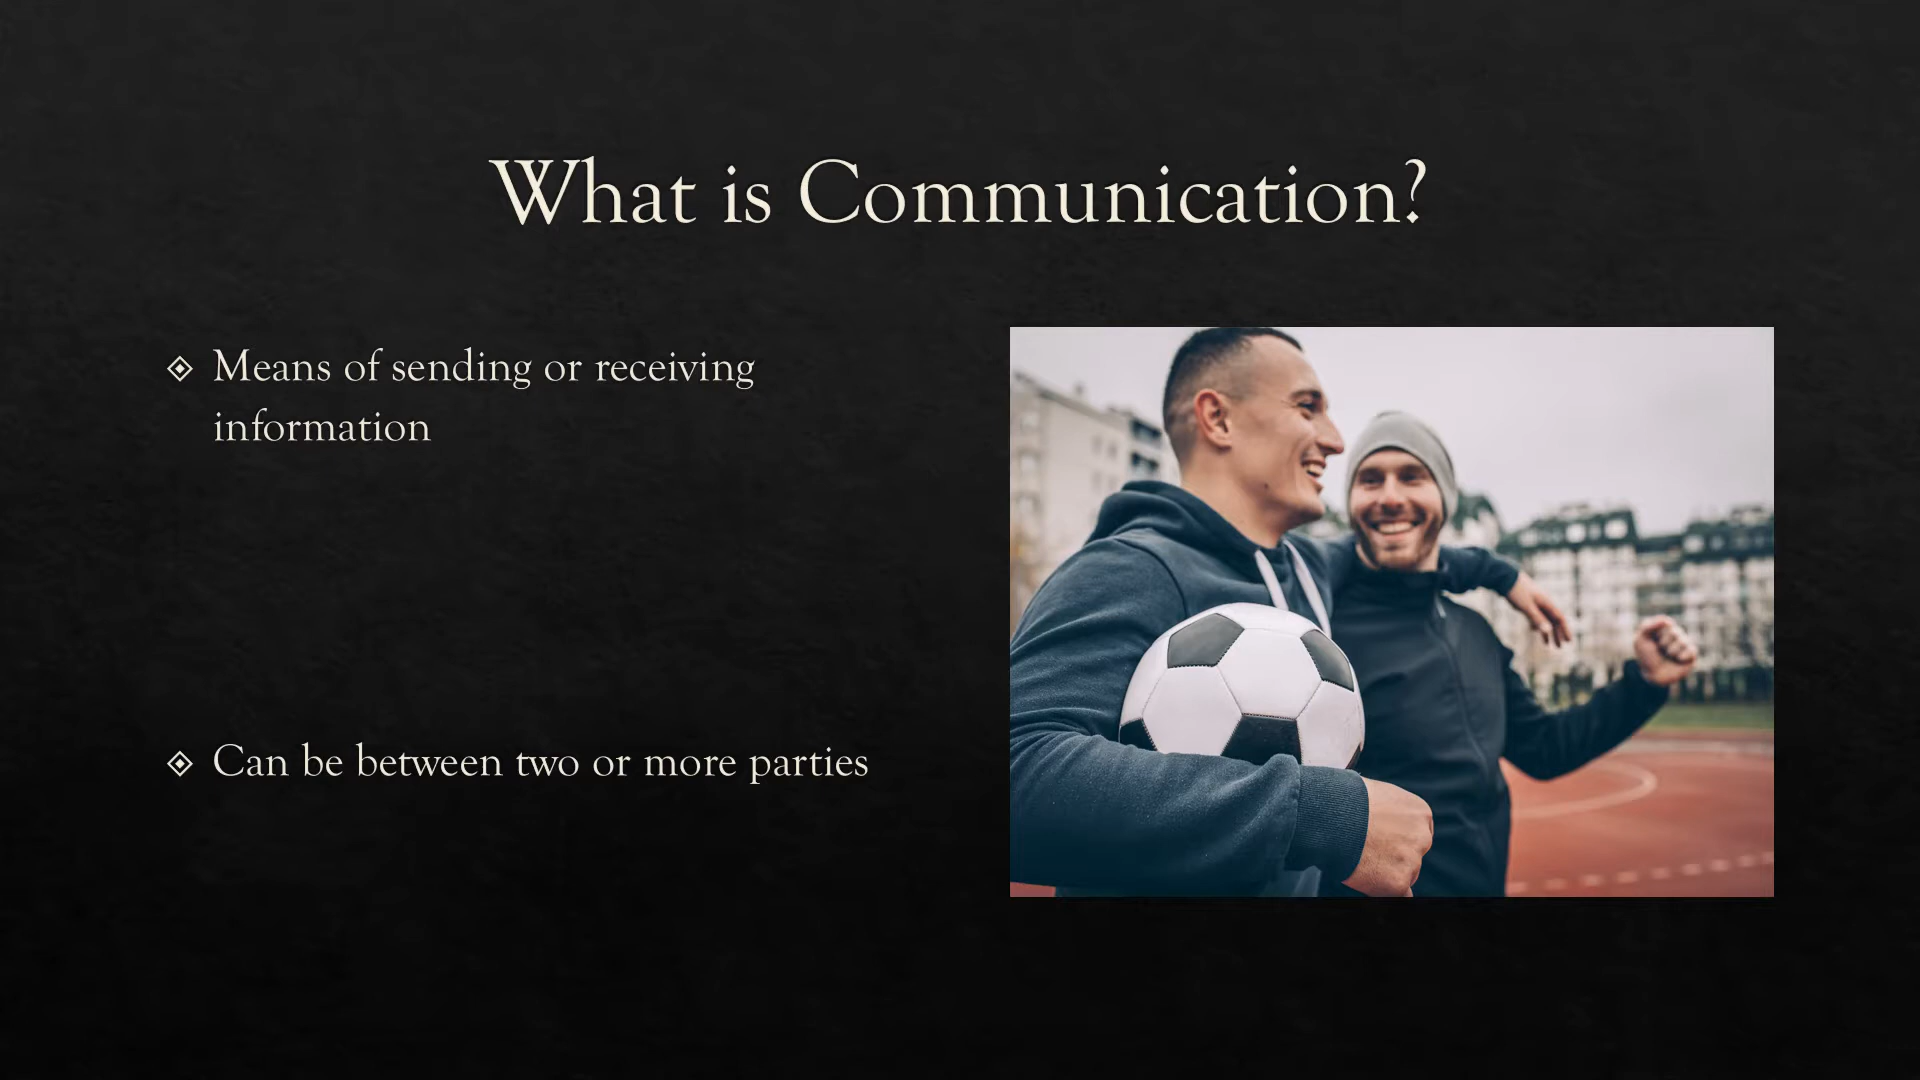 What is Communication?
Means of sending or receiving
information
Can be between two or more parties